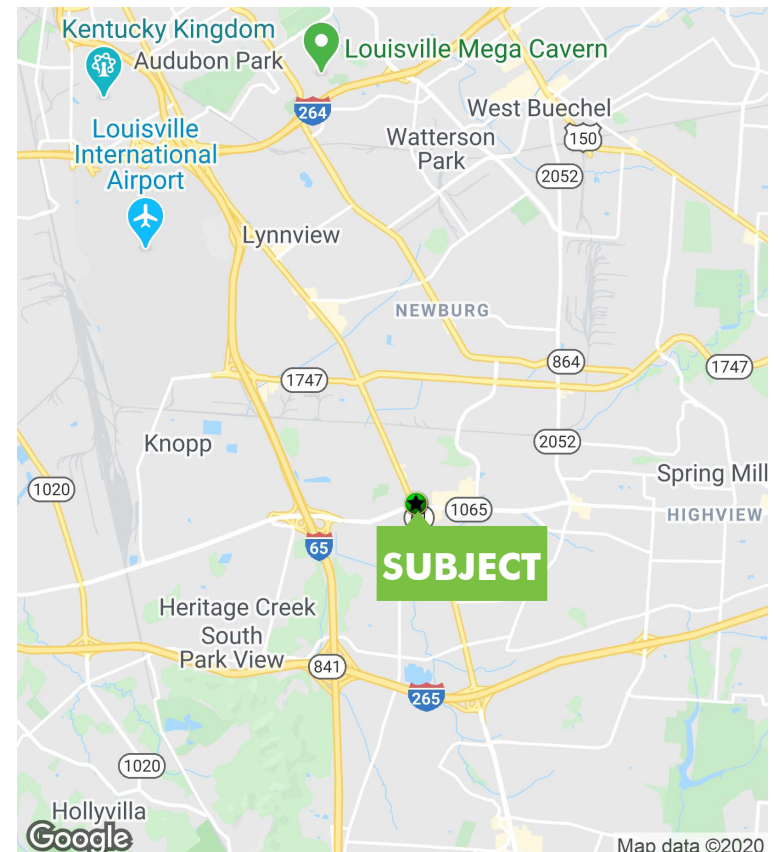 Kentucky Kingdom
Audubon Park
Louisville Mega Cavern
264
West Buechel
150
Louisville
International
Airport
Watterson
Park
2052
Lynnview
NEWBURG
864
1747
1747
2052
Knopp
Spring Mill
1020
1065
HIGHVIEW
65
SUBJECT
Heritage Creek
South
Park View
841
265
1020
Hollyvilla
Google
Map data ©2020